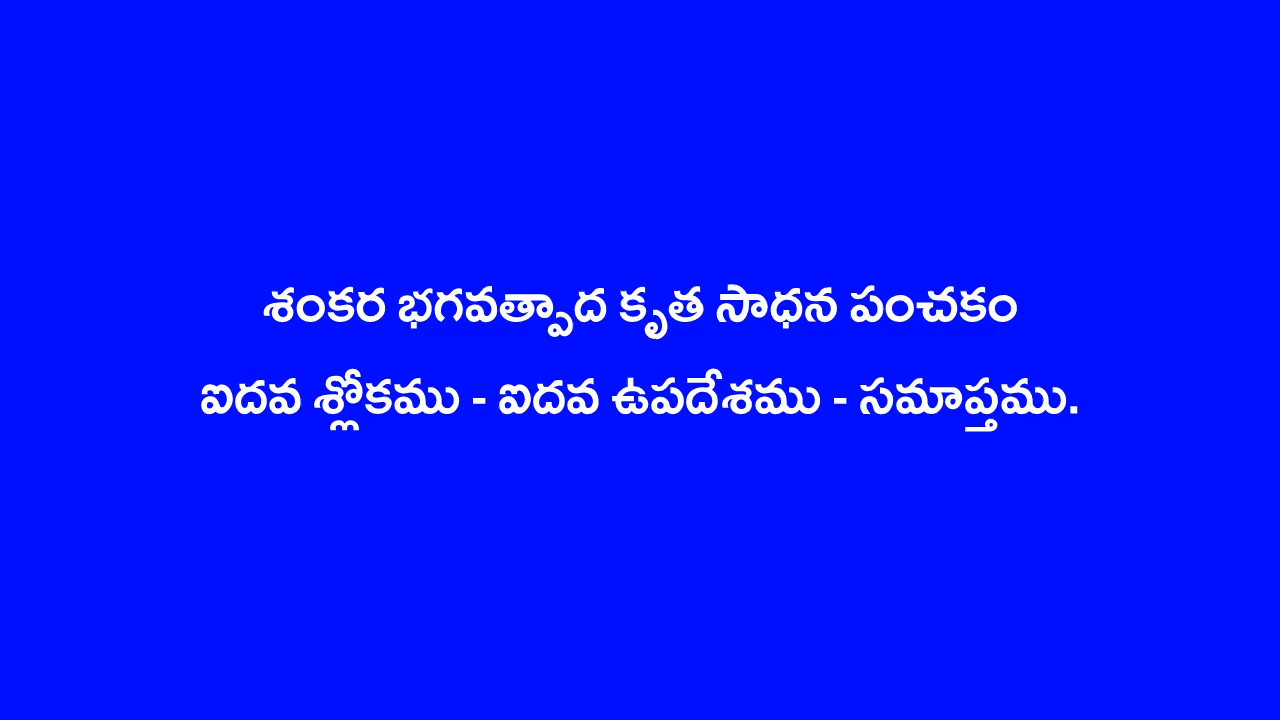 శంకర భగవత్పాద కృత సాధన పంచకం
ఐదవ శ్లోకము - ఐదవ ఉపదేశము - సమాప్తము.